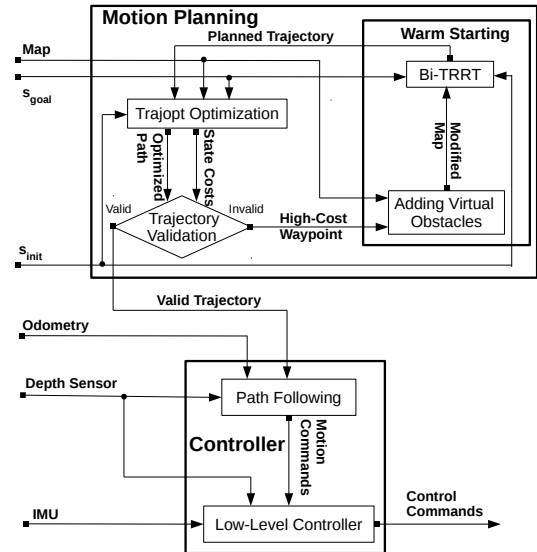 Motion Planning
Planned Trajectory
Warm Starting
Map
s_goal
Bi-TRRT
Trajopt Optimization
Optimized
Path
State Costs
Modified
Map
Valid
Invalid
Trajectory
Validation
High-Cost
Waypoint
Adding Virtual
Obstacles
s_init
Valid Trajectory
Odometry
Depth Sensor
Path Following
Controller
Motion
Commands
IMU
Low-Level Controller
Control
Commands